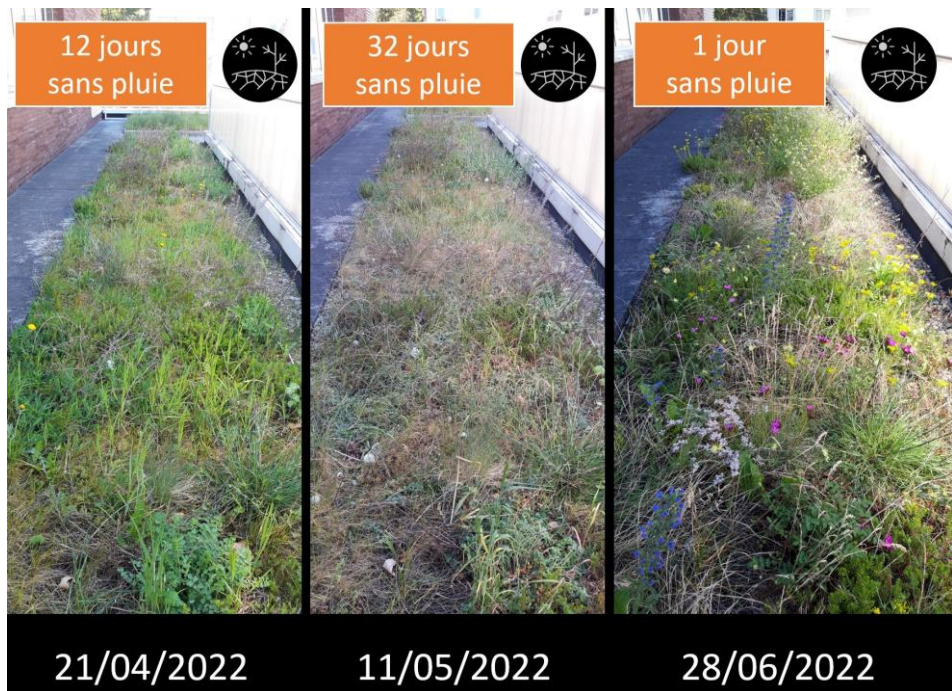 12 jours
sans pluie
32 jours
sans pluie
1 jour
sans pluie
21/04/2022
11/05/2022
28/06/2022